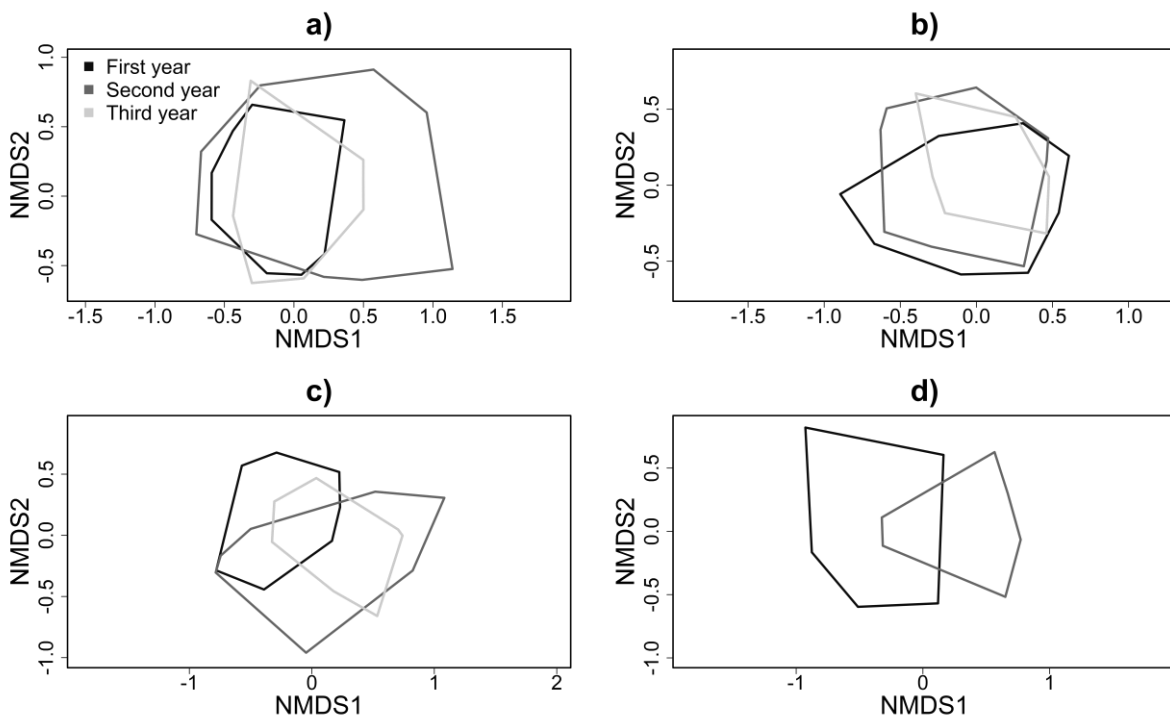 a)
First year
Second year
Third year
NMDS2
1.0
0.5
0.0
-0.5
-1.5 -1.0 -0.5 0.0 0.5 1.0 1.5
NMDS1
b)
NMDS2
0.5
0.0
-0.5
-1.5 -1.0 -0.5 0.0 0.5 1.0
NMDS1
c)
NMDS2
0.5
0.0
-0.5
-1.0
-1 0 1 2
NMDS1
d)
NMDS2
0.5
0.0
-0.5
-1.0
-1 0 1
NMDS1